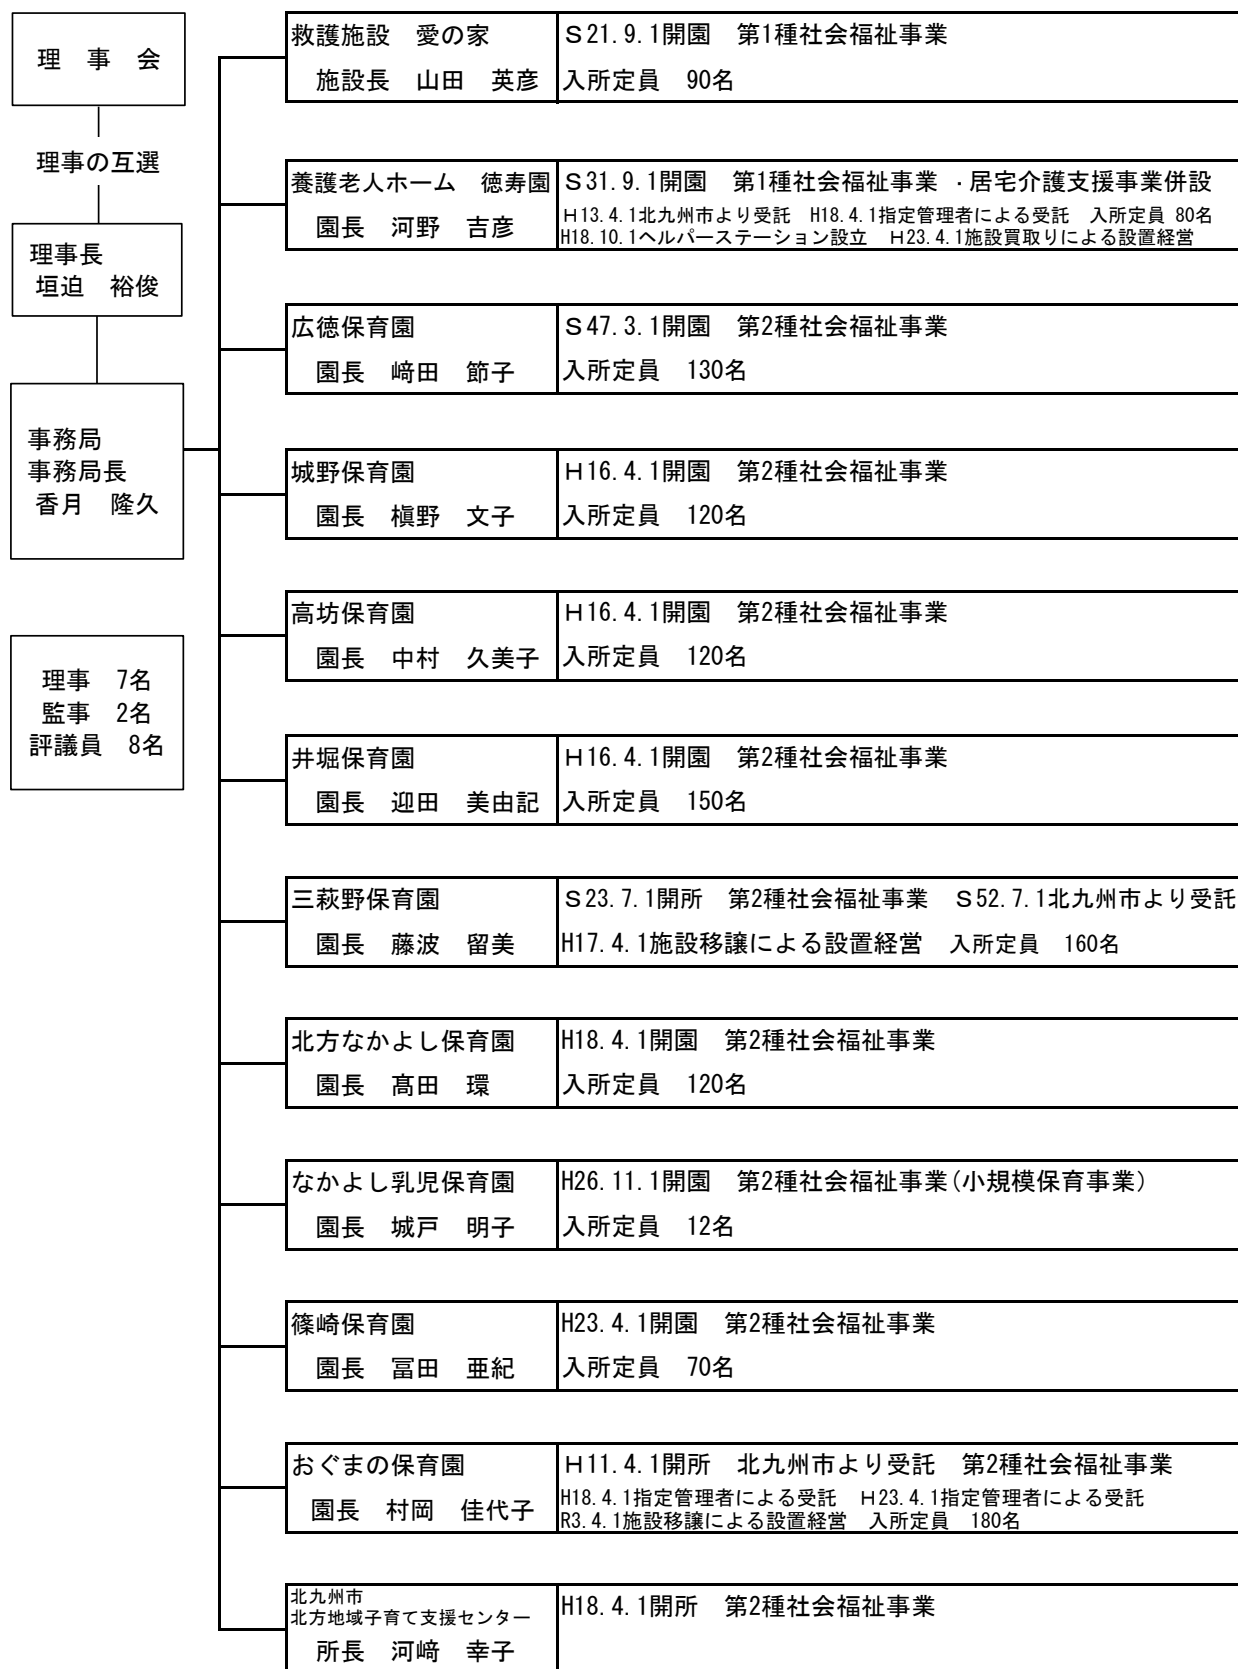 理　事　会
理事の互選
理事長
垣迫　裕俊
事務局
事務局長
香月　隆久
理事　7名
監事　2名
評議員　8名
救護施設　愛の家
施設長　山田　英彦
Ｓ21.9.1開園　第1種社会福祉事業
入所定員　90名
養護老人ホーム　徳寿園
園長　河野　吉彦
Ｓ31.9.1開園　第1種社会福祉事業　・居宅介護支援事業併設
Ｈ13.4.1北九州市より受託　H18.4.1指定管理者による受託　入所定員 80名
H18.10.1ヘルパーステーション設立　Ｈ23.4.1施設買取りによる設置経営
広徳保育園
園長　﨑田　節子
Ｓ47.3.1開園　第2種社会福祉事業
入所定員　130名
城野保育園
園長　槇野　文子
Ｈ16.4.1開園　第2種社会福祉事業
入所定員　120名
高坊保育園
園長　中村　久美子
Ｈ16.4.1開園　第2種社会福祉事業
入所定員　120名
井堀保育園
園長　迎田　美由記
Ｈ16.4.1開園　第2種社会福祉事業
入所定員　150名
三萩野保育園
園長　藤波　留美
Ｓ23.7.1開所　第2種社会福祉事業　Ｓ52.7.1北九州市より受託
H17.4.1施設移譲による設置経営　入所定員　160名
北方なかよし保育園
園長　髙田　環
H18.4.1開園　第2種社会福祉事業
入所定員　120名
なかよし乳児保育園
園長　城戸　明子
H26.11.1開園　第2種社会福祉事業(小規模保育事業）
入所定員　12名
篠崎保育園
園長　冨田　亜紀
H23.4.1開園　第2種社会福祉事業
入所定員　70名
おぐまの保育園
園長　村岡　佳代子
Ｈ11.4.1開所　北九州市より受託　第2種社会福祉事業
H18.4.1指定管理者による受託　Ｈ23.4.1指定管理者による受託
R3.4.1施設移譲による設置経営　入所定員　180名
北九州市
北方地域子育て支援センター
所長　河﨑　幸子
H18.4.1開所　第2種社会福祉事業